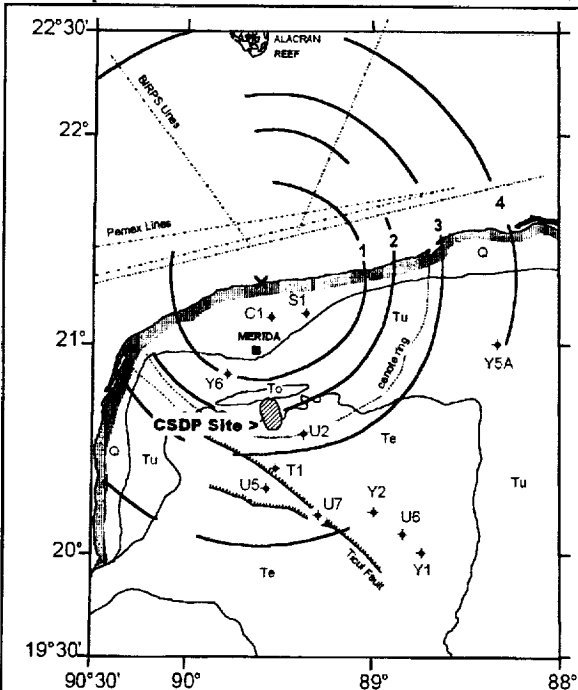 22°30'
ALACRAN
REEF
BIRPS Lines
22°
Pemex Lines
4
3
1
2
Q
S1
C1
21°
MERIDA
Tu
cenote ring
Y5A
Y6
To
CSDP Site >
U2
Te
Q
Tu
T1
Tu
U5
Y2
U7
U6
20°
Y1
Te
Ticul Fault
19°30'
90°30'
90°
89°
88°